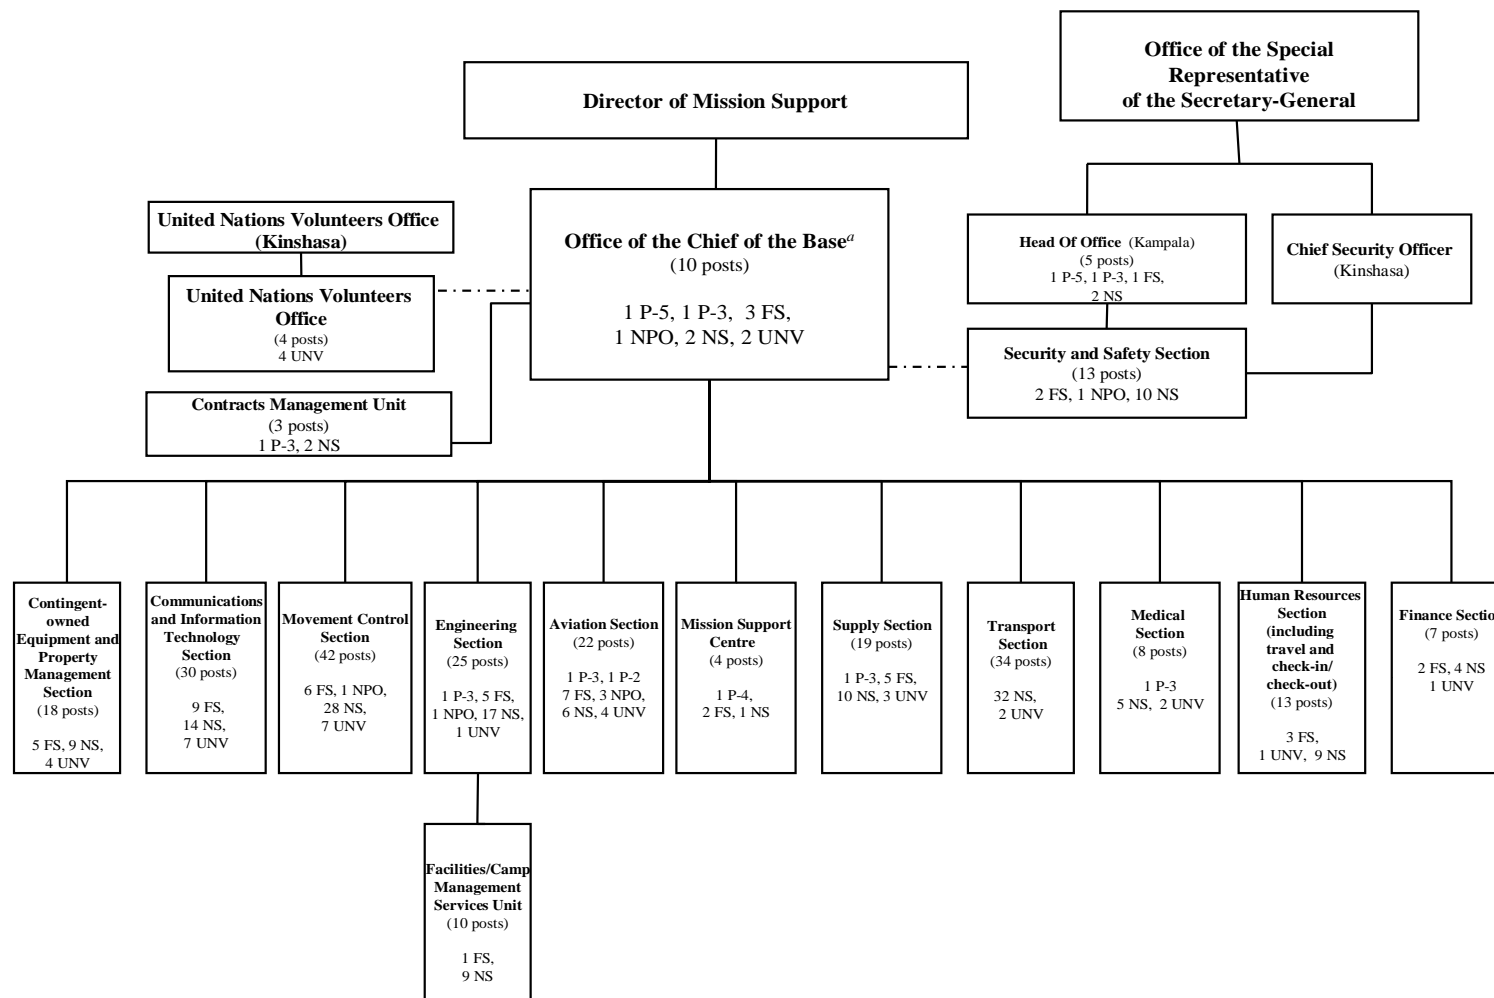 Office of the Special
Representative
of the Secretary-General
Director of Mission Support
United Nations Volunteers Office
(Kinshasa)
United Nations Volunteers
Office
(4 posts)
4 UNV
Office of the Chief of the Baseª
(10 posts)
1 P-5, 1 P-3, 3 FS,
1 NPO, 2 NS, 2 UNV
Head Of Office (Kampala)
(5 posts)
1 P-5, 1 P-3, 1 FS,
2 NS
Chief Security Officer
(Kinshasa)
Security and Safety Section
(13 posts)
2 FS, 1 NPO, 10 NS
Contracts Management Unit
(3 posts)
1 P-3, 2 NS
Contingent-
owned
Equipment and
Property
Management
Section
(18 posts)
5 FS, 9 NS,
4 UNV
Communications
and Information
Technology
Section
(30 posts)
9 FS,
14 NS,
7 UNV
Movement Control
Section
(42 posts)
6 FS, 1 NPO,
28 NS,
7 UNV
Engineering
Section
(25 posts)
1 P-3, 5 FS,
1 NPO, 17 NS,
1 UNV
Aviation Section
(22 posts)
1 P-3, 1 P-2
7 FS, 3 NPO,
6 NS, 4 UNV
Mission Support
Centre
(4 posts)
1 P-4,
2 FS, 1 NS
Supply Section
(19 posts)
1 P-3, 5 FS,
10 NS, 3 UNV
Transport
Section
(34 posts)
32 NS,
2 UNV
Medical
Section
(8 posts)
1 P-3
5 NS, 2 UNV
Human Resources
Section
(including
travel and
check-in/
check-out)
(13 posts)
3 FS,
1 UNV, 9 NS
Finance Sectio
(7 posts)
2 FS, 4 NS
1 UNV
Facilities/Camp
Management
Services Unit
(10 posts)
1 FS,
9 NS